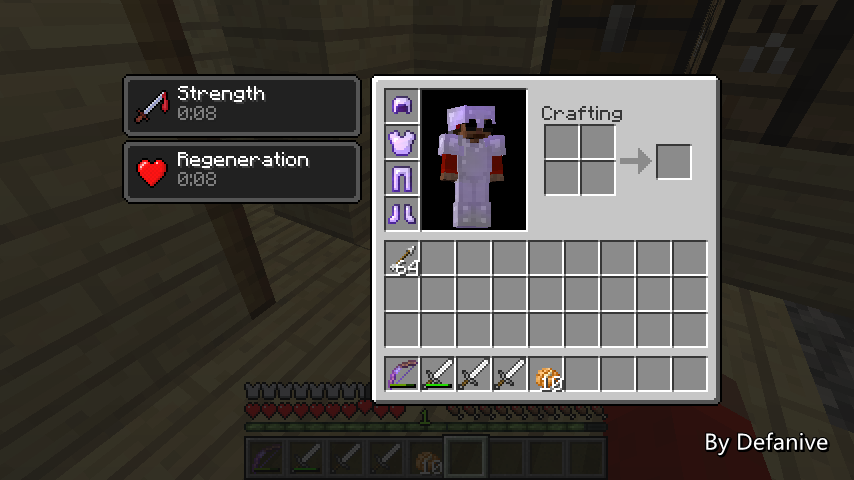 Strength
0:08
Regeneration
0:08
Crafting
64
10
1
10
By Defanive